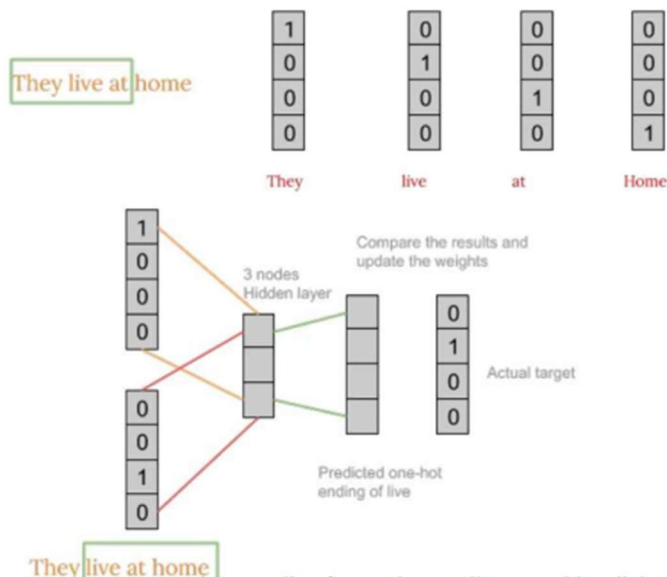 They live at home
1 0 0 0
0 1 0 0
0 0 1 0
0 0 0 1
They live at Home
1
0
0
0
3 nodes
Hidden layer
Compare the results and
update the weights
0
1
0
0
Actual target
0
0
1
0
Predicted one-hot
ending of live
They live at home